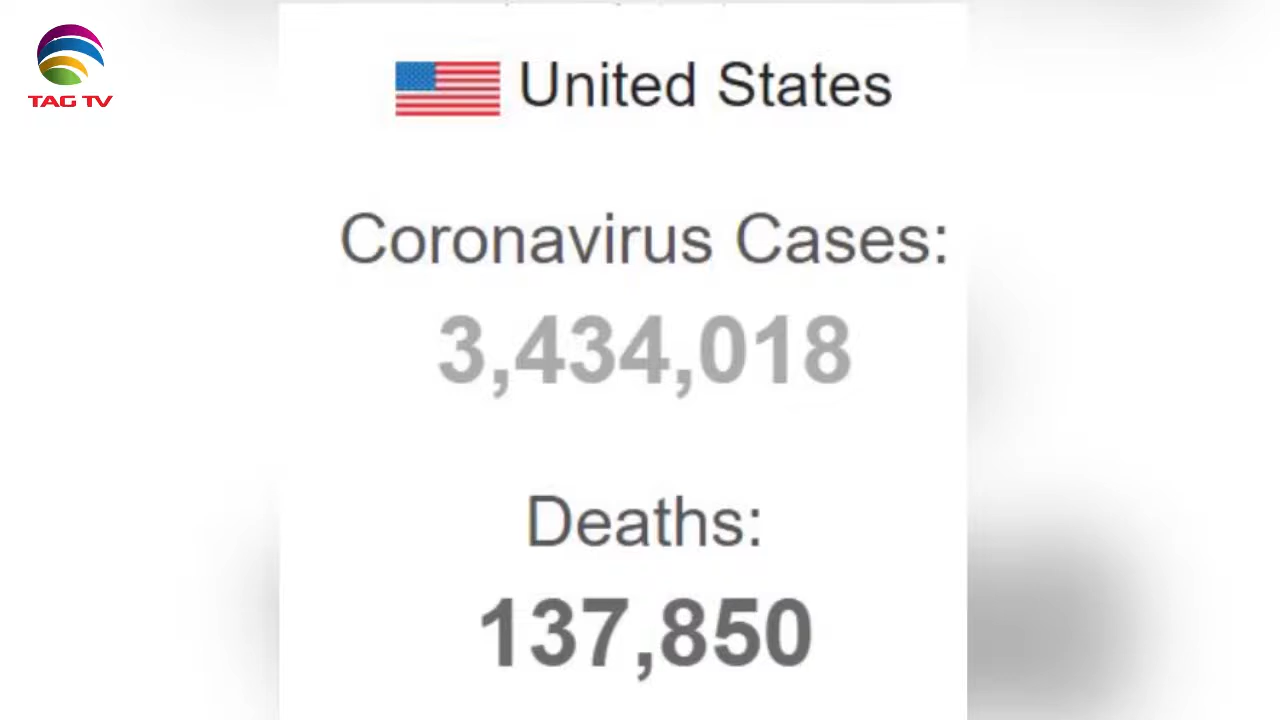 TAG TV
United States
Coronavirus Cases:
3,434,018
Deaths:
137,850